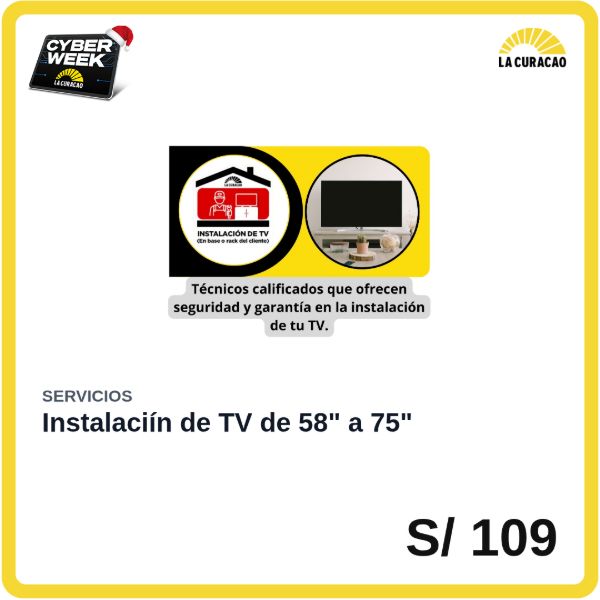 CYBER
WEEK
LA CURACAO
LA CURACAO
LA CURACAO
INSTALACIÓN DE TV
(En base o rack del cliente)
Técnicos calificados que ofrecen
seguridad y garantía en la instalación
de tu TV.
SERVICIOS
Instalaciín de TV de 58" a 75"
S/ 109